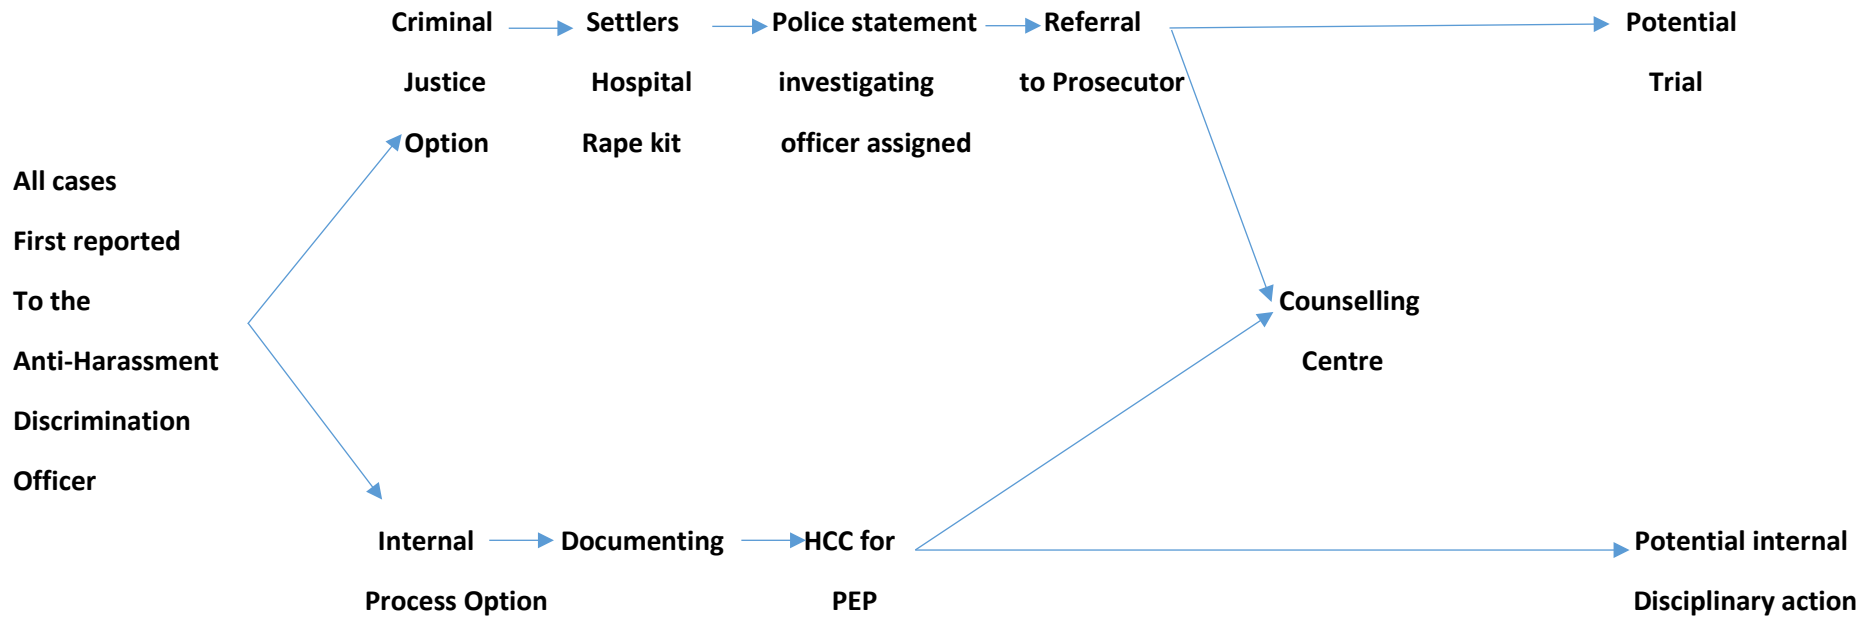 Criminal
Justice
Option
Settlers
Hospital
Rape kit
Police statement
investigating
officer assigned
Referral
to Prosecutor
Potential
Trial
All cases
First reported
To the
Anti-Harassment
Discrimination
Officer
Counselling
Centre
Internal
Process Option
Documenting
HCC for
PEP
Potential internal
Disciplinary action